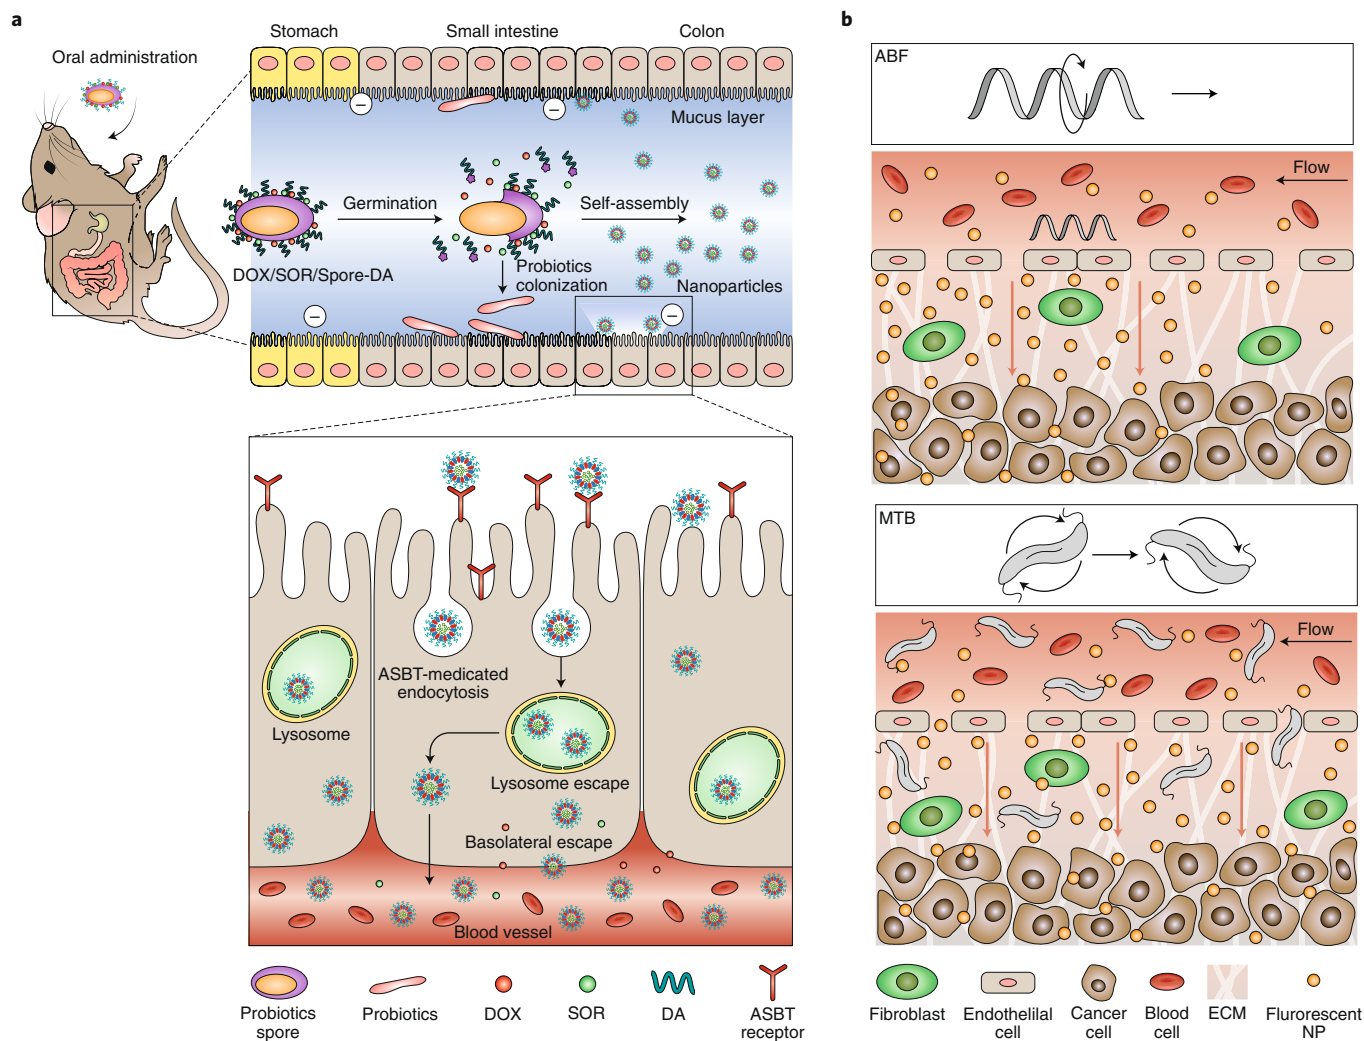 a
Oral administration
Stomach
Small intestine
Colon
−
−
Mucus layer
Germination
Self-assembly
DOX/SOR/Spore-DA
Probiotics
colonization
Nanoparticles
−
−
ASBT-medicated
endocytosis
Lysosome
Lysosome escape
Basolateral escape
Blood vessel
Probiotics
spore
Probiotics
DOX
SOR
DA
ASBT
receptor
b
ABF
Flow
MTB
Flow
Fibroblast
Endothelilal
cell
Cancer
cell
Blood
cell
ECM
Flurorescent
NP